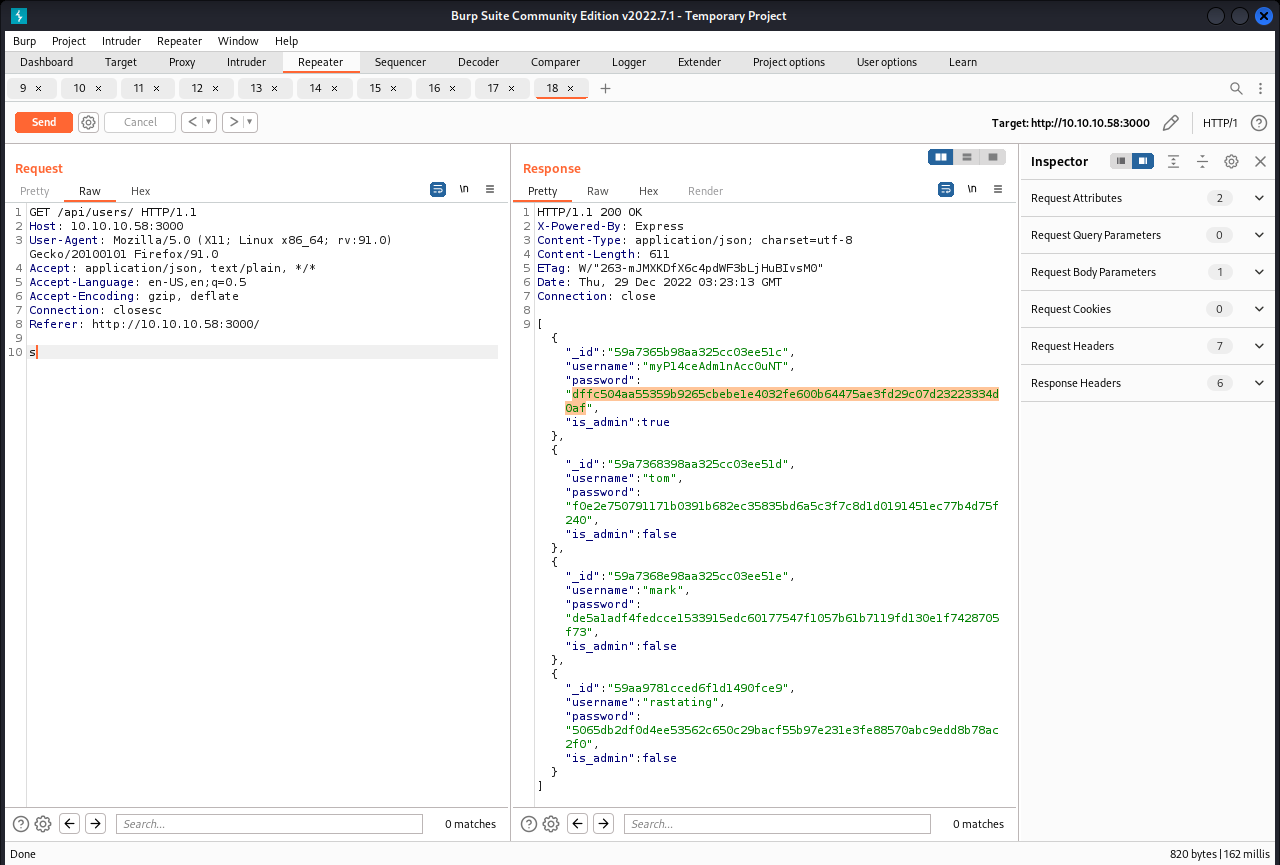 Burp Suite Community Edition v2022.7.1 - Temporary Project
Burp Project Intruder Repeater Window Help
Dashboard Target Proxy Intruder Repeater Sequencer Decoder Comparer Logger Extender Project options User options Learn
9 × 10 × 11 × 12 × 13 × 14 × 15 × 16 × 17 × 18 × +
Send Cancel < > Target: http://10.10.10.58:3000 HTTP/1 ?
Request
Pretty Raw Hex \n
1 GET /api/users/ HTTP/1.1
2 Host: 10.10.10.58:3000
3 User-Agent: Mozilla/5.0 (X11; Linux x86_64; rv:91.0)
Gecko/20100101 Firefox/91.0
4 Accept: application/json, text/plain, */*
5 Accept-Language: en-US,en;q=0.5
6 Accept-Encoding: gzip, deflate
7 Connection: closesc
8 Referer: http://10.10.10.58:3000/
9
10 s
Search... 0 matches
Response
Pretty Raw Hex Render \n
1 HTTP/1.1 200 OK
2 X-Powered-By: Express
3 Content-Type: application/json; charset=utf-8
4 Content-Length: 611
5 ETag: W/"263-mJMXKDfX6c4pdWF3bLjHuBIvsM0"
6 Date: Thu, 29 Dec 2022 03:23:13 GMT
7 Connection: close
8
9 [
{
"_id":"59a7365b98aa325cc03ee51c",
"username":"myP14ceAdm1nAcc0uNT",
"password":
"dffc504aa55359b9265cbebe1e4032fe600b64475ae3fd29c07d23223334d
0af",
"is_admin":true
},
{
"_id":"59a7368398aa325cc03ee51d",
"username":"tom",
"password":
"f0e2e750791171b0391b682ec35835bd6a5c3f7c8d1d0191451ec77b4d75f
240",
"is_admin":false
},
{
"_id":"59a7368e98aa325cc03ee51e",
"username":"mark",
"password":
"de5a1adf4fedcce1533915edc60177547f1057b61b7119fd130e1f7428705
f73",
"is_admin":false
},
{
"_id":"59aa9781cced6f1d1490fce9",
"username":"rastating",
"password":
"5065db2df0d4ee53562c650c29bacf55b97e231e3fe88570abc9edd8b78ac
2f0",
"is_admin":false
}
]
Search... 0 matches
Inspector
Request Attributes 2
Request Query Parameters 0
Request Body Parameters 1
Request Cookies 0
Request Headers 7
Response Headers 6
Done 820 bytes | 162 millis